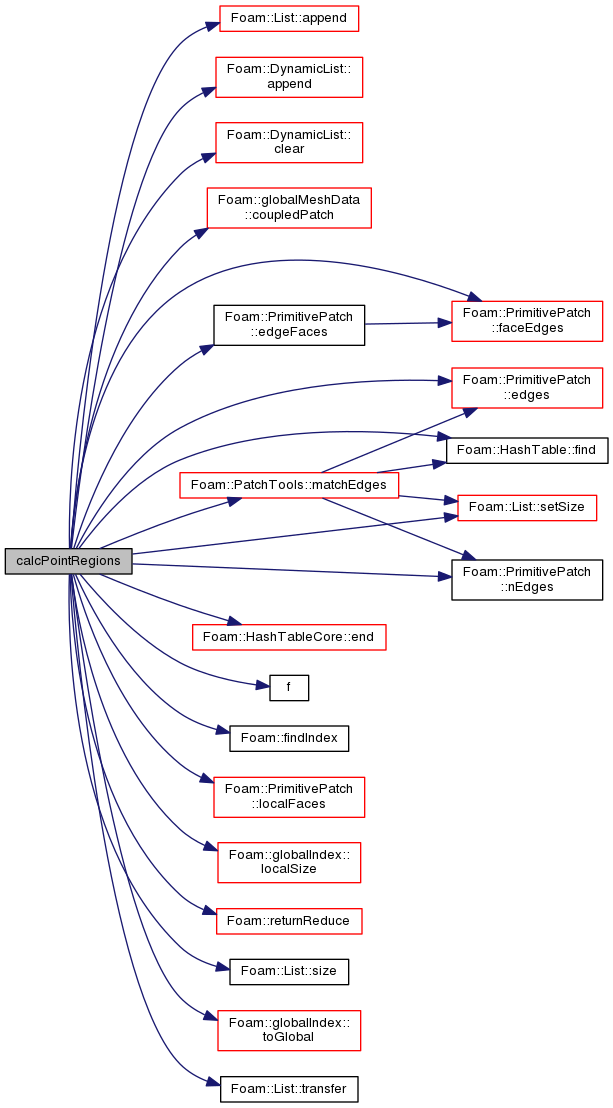 Foam::List::append
Foam::DynamicList::
append
Foam::DynamicList::
clear
Foam::globalMeshData
::coupledPatch
Foam::PrimitivePatch
::edgeFaces
Foam::PrimitivePatch
::faceEdges
Foam::PrimitivePatch
::edges
Foam::HashTable::find
Foam::PatchTools::matchEdges
Foam::List::setSize
calcPointRegions
Foam::PrimitivePatch
::nEdges
Foam::HashTableCore::end
f
Foam::findIndex
Foam::PrimitivePatch
::localFaces
Foam::globalIndex::
localSize
Foam::returnReduce
Foam::List::size
Foam::globalIndex::
toGlobal
Foam::List::transfer